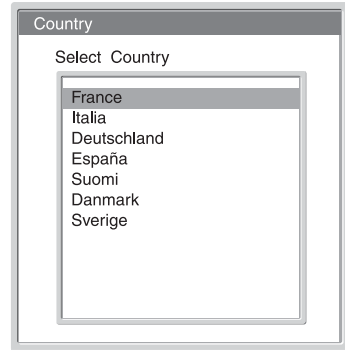 Country
Select Country
France
Italia
Deutschland
España
Suomi
Danmark
Sverige